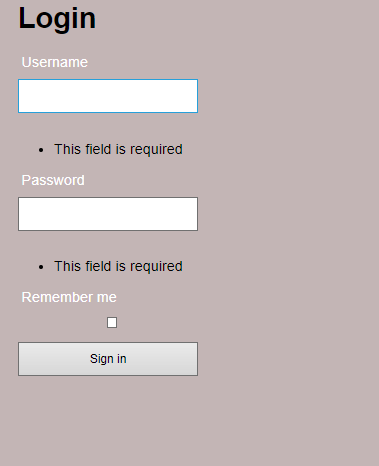 Login
Username
This field is required
Password
This field is required
Remember me
Sign in